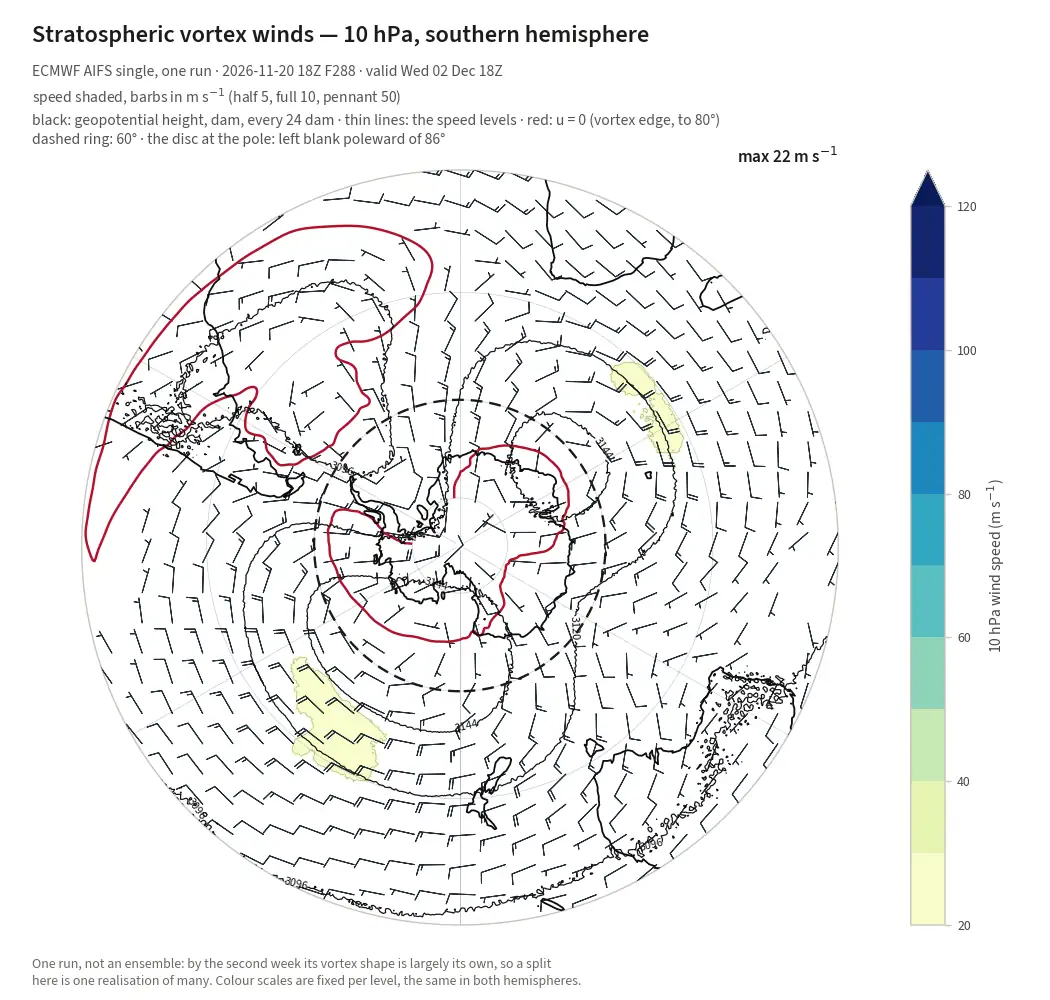 Stratospheric vortex winds — 10 hPa, southern hemisphere
ECMWF AIFS single, one run · 2026-11-20 18Z F288 · valid Wed 02 Dec 18Z
speed shaded, barbs in m s⁻¹ (half 5, full 10, pennant 50)
black: geopotential height, dam, every 24 dam · thin lines: the speed levels · red: u = 0 (vortex edge, to 80°)
dashed ring: 60° · the disc at the pole: left blank poleward of 86°
max 22 m s⁻¹
120
100
80
60
40
20
10 hPa wind speed (m s⁻¹)
3144
3096
3120
3144
3096
3096
3096
One run, not an ensemble: by the second week its vortex shape is largely its own, so a split
here is one realisation of many. Colour scales are fixed per level, the same in both hemispheres.